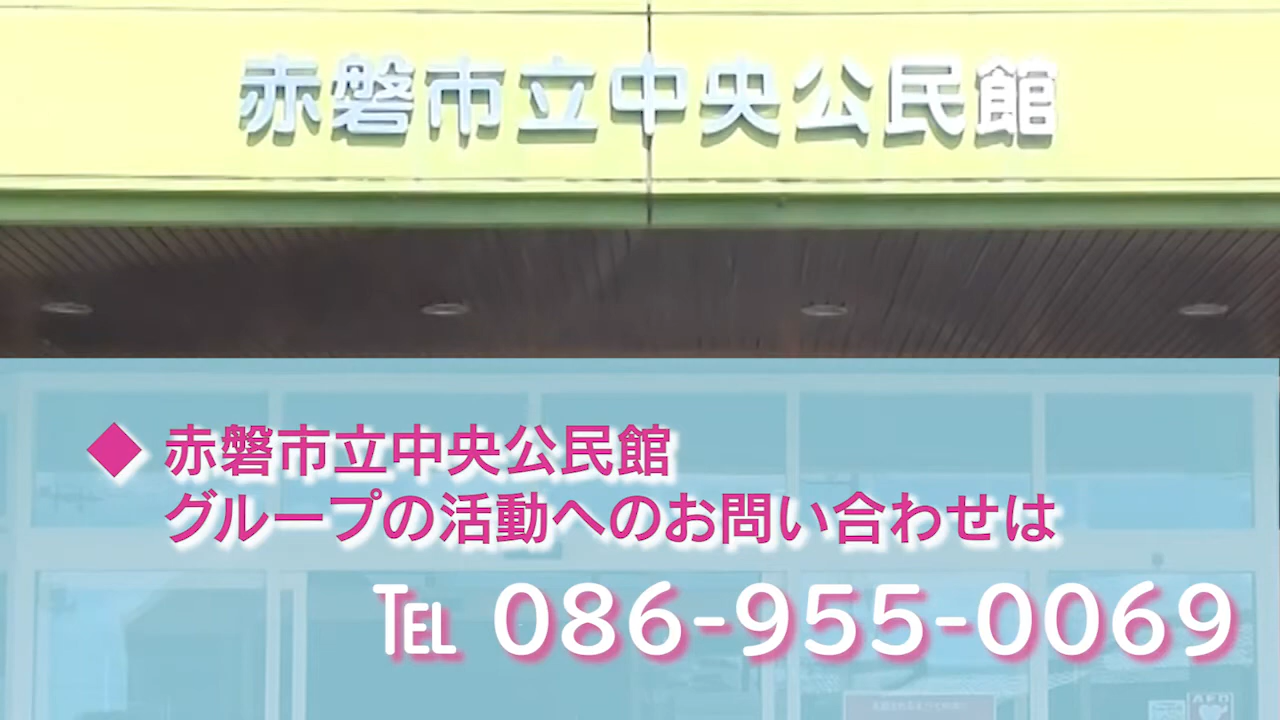 赤磐市立中央公民館
◆ 赤磐市立中央公民館
グループの活動へのお問い合わせは
℡ 086-955-0069
AED